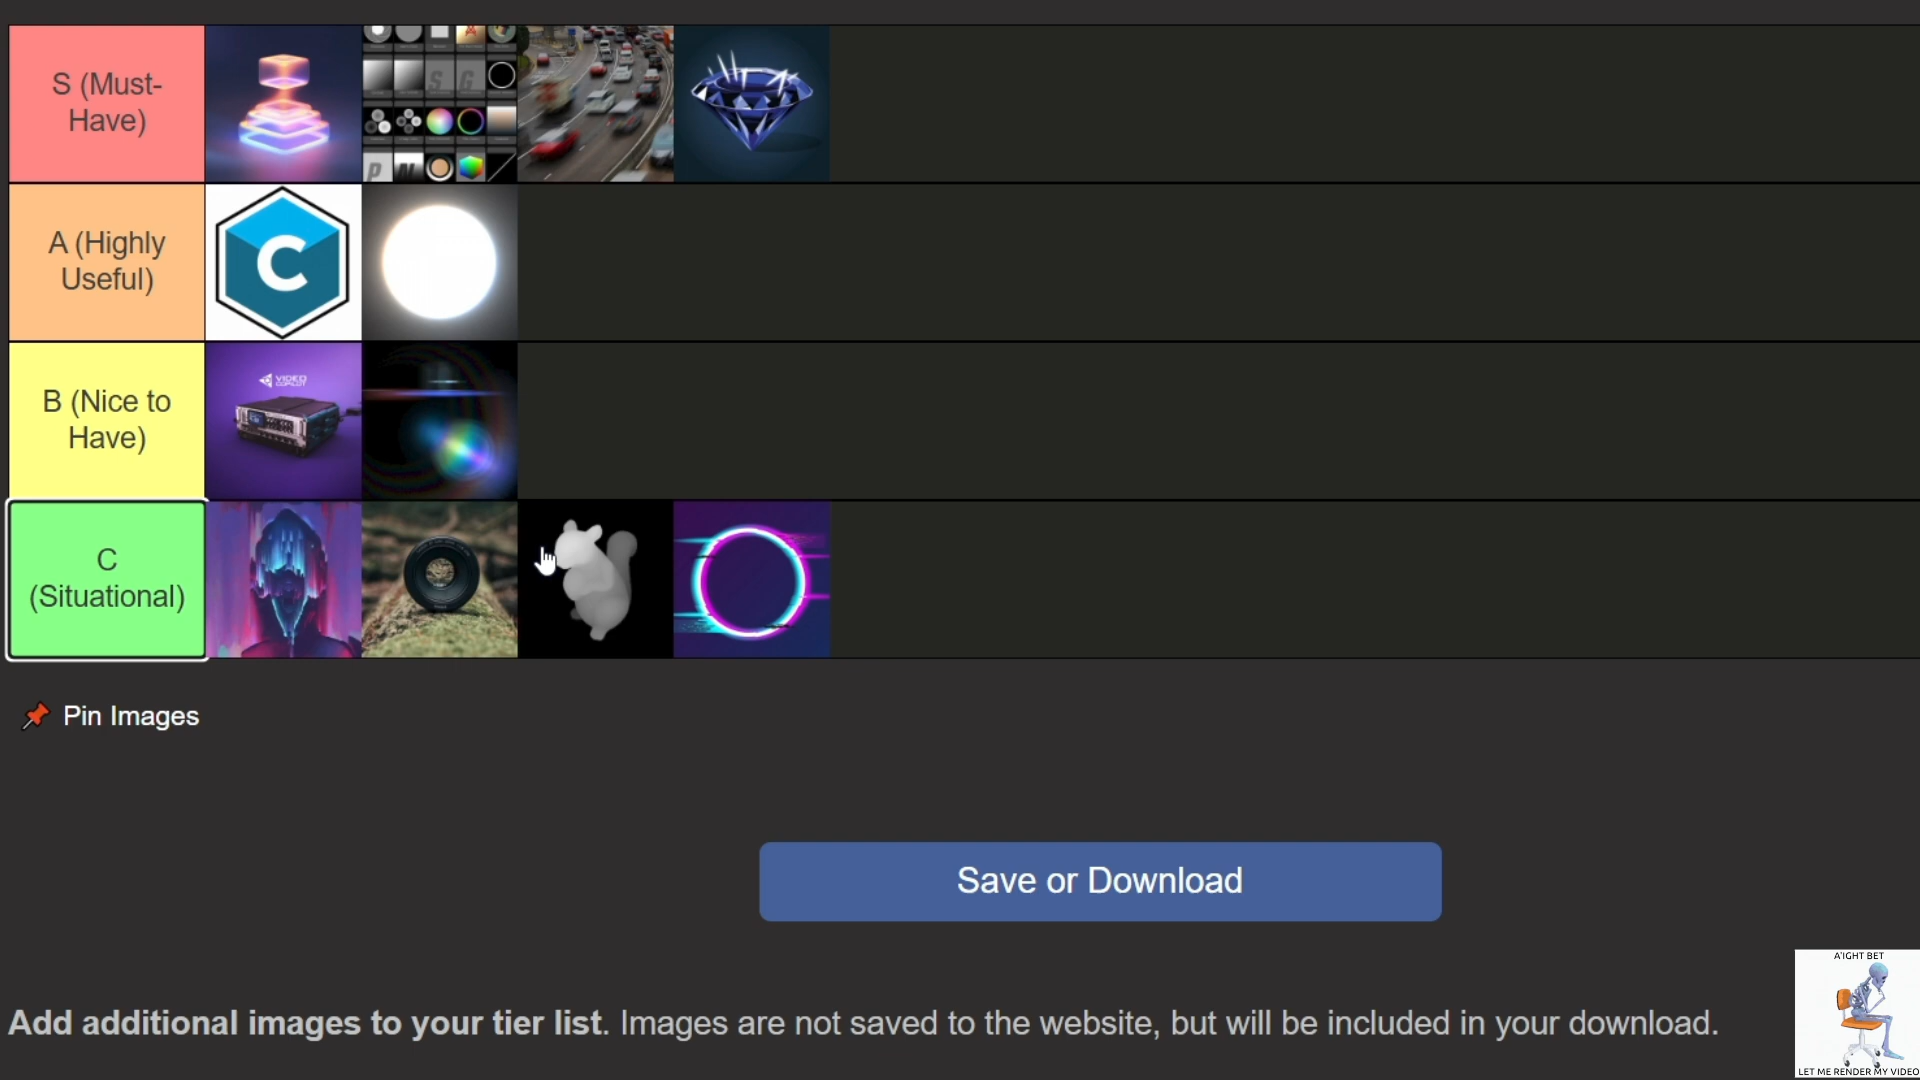 S (Must-
Have)
S G
P N
A (Highly
Useful)
C
B (Nice to
Have)
VIDEO
COPILOT
C
(Situational)
Pin Images
Save or Download
Add additional images to your tier list. Images are not saved to the website, but will be included in your download.
A'IGHT BET
LET ME RENDER MY VIDEO